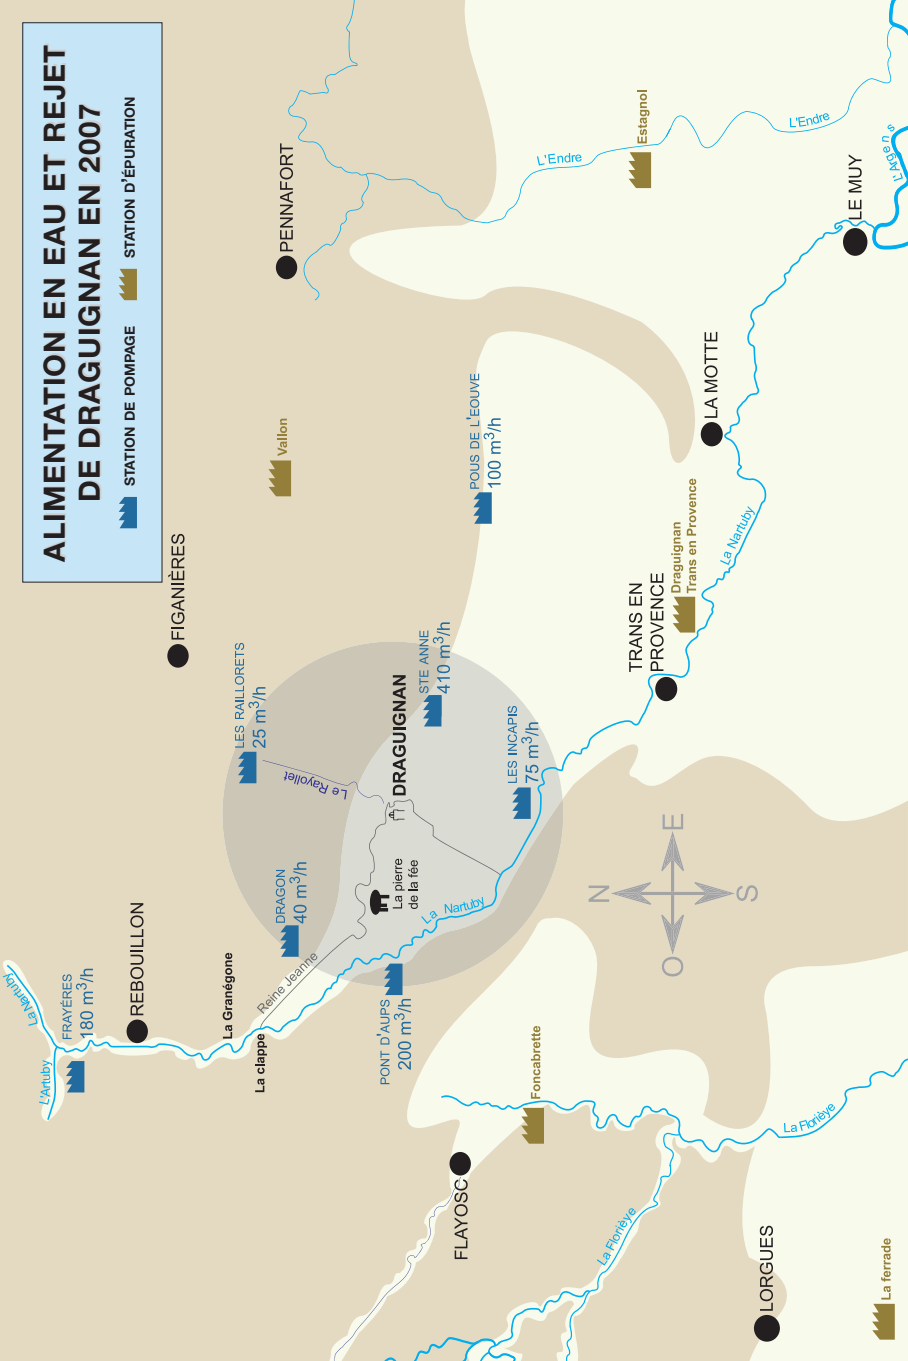 ALIMENTATION EN EAU ET REJET
DE DRAGUIGNAN EN 2007
STATION DE POMPAGE
STATION D'ÉPURATION
La Nartuby
L'Artuby
FRAYÉRES
180 m³/h
REBOUILLON
La Granégone
La clappe
Reine Jeanne
DRAGON
40 m³/h
LES RAILLORETS
25 m³/h
Le Rayollet
FIGANIÈRES
Vallon
PENNAFORT
PONT D'AUPS
200 m³/h
La pierre
de la fée
DRAGUIGNAN
STE ANNE
410 m³/h
La Nartuby
LES INCAPIS
75 m³/h
POUS DE L'EOUVE
100 m³/h
L'Endre
Estagnol
L'Endre
FLAYOSC
Foncabrette
TRANS EN
PROVENCE
Draguignan
Trans en Provence
La Nartuby
LA MOTTE
LE MUY
L'Argens
La Florièye
La Florièye
N
O
E
S
LORGUES
La ferrade